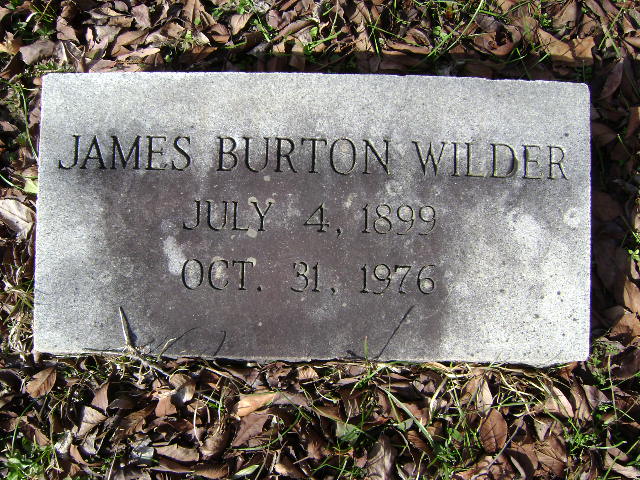 JAMES BURTON WILDER
JULY 4, 1899
OCT. 31, 1976